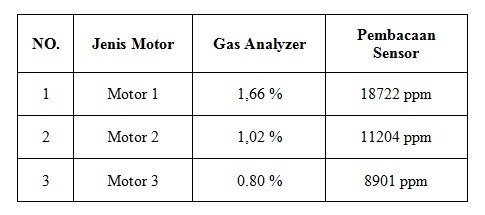 NO. Jenis Motor Gas Analyzer Pembacaan Sensor
1 Motor 1 1,66 % 18722 ppm
2 Motor 2 1,02 % 11204 ppm
3 Motor 3 0.80 % 8901 ppm